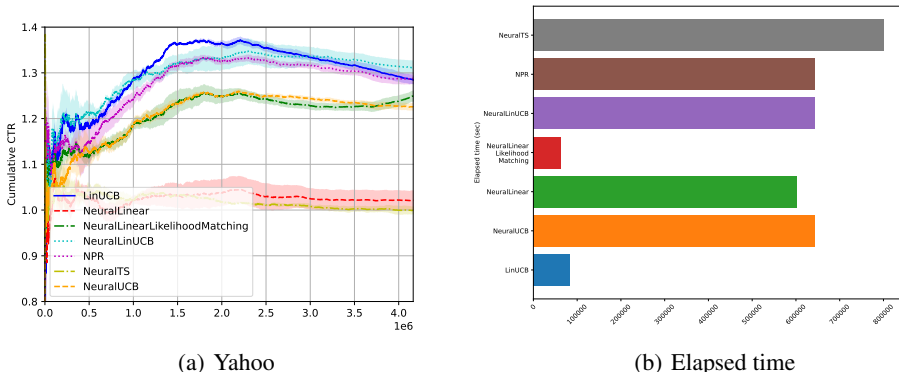 1.4
1.3
1.2
1.1
1.0
0.9
0.8
Cumulative CTR
LinUCB
NeuralLinear
NeuralLinearLikelihoodMatching
NeuralLinUCB
NPR
NeuralTS
NeuralUCB
0.0 0.5 1.0 1.5 2.0 2.5 3.0 3.5 4.0
1e6
(a) Yahoo
Elapsed time (sec)
NeuralTS
NPR
NeuralLinUCB
NeuralLinear
Likelihood
Matching
NeuralLinear
NeuralUCB
LinUCB
0 100000 200000 300000 400000 500000 600000 700000 800000
(b) Elapsed time